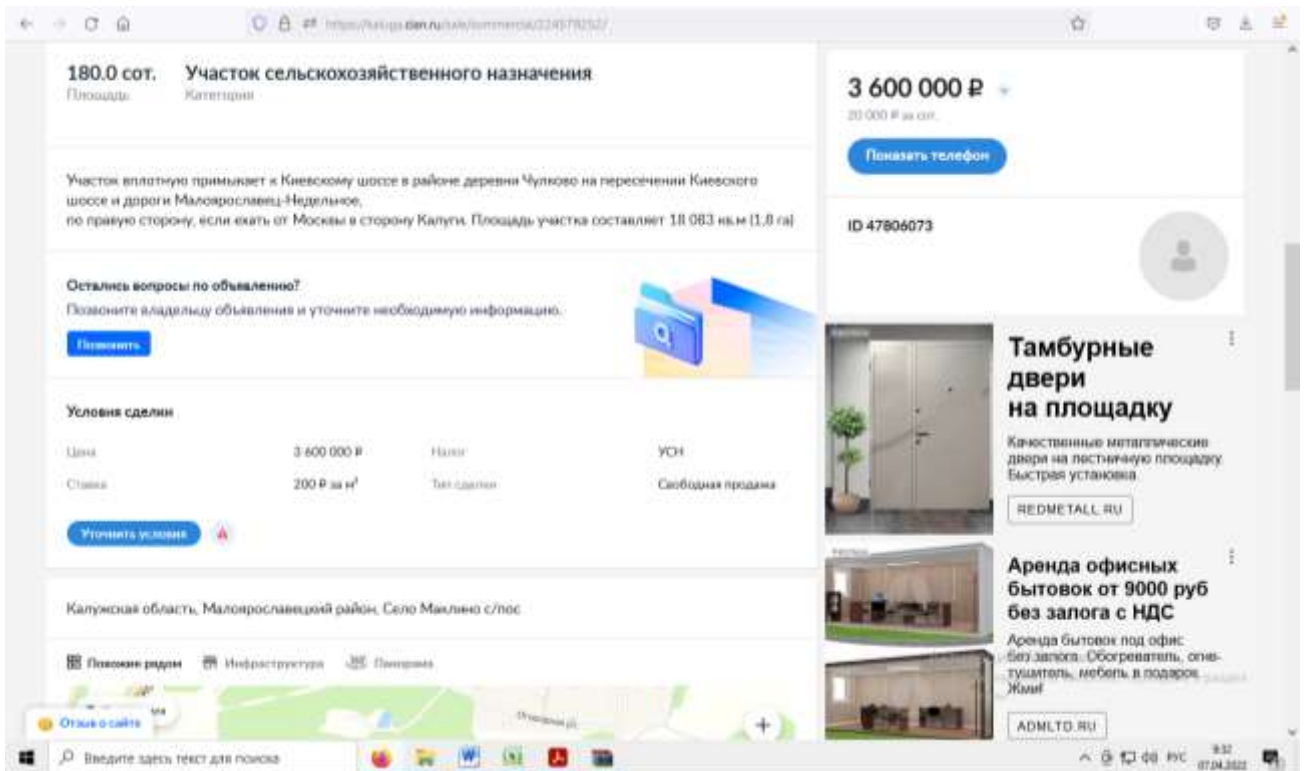 180.0 сот. Участок сельскохозяйственного назначения
Площадь Категория
Участок вплотную примыкает к Киевскому шоссе в районе деревни Чулково на пересечении Киевского
шоссе и дороги Малоярославец-Недельное,
по правую сторону, если ехать от Москвы в сторону Калуги. Площадь участка составляет 18 083 кв.м (1,8 га)
Остались вопросы по объявлению?
Позвоните владельцу объявления и уточните необходимую информацию.
Позвонить
Условия сделки
Цена 3 600 000 ₽ Налог УСН
Ставка 200 ₽ за м² Тип сделки Свободная продажа
Уточнить условия
Калужская область, Малоярославецкий район, Село Маклино с/пос
Похожие рядом Инфраструктура Панорама
Отзыв о сайте
3 600 000 ₽
20 000 ₽ за сот.
Показать телефон
ID 47806073
Тамбурные
двери
на площадку
Качественные металлические
двери на лестничную площадку.
Быстрая установка.
REDMETALL.RU
Аренда офисных
бытовок от 9000 руб
без залога с НДС
Аренда бытовок под офис
без залога. Обогреватель, огне-
тушитель, мебель в подарок.
Жми!
ADMLTD.RU
Введите здесь текст для поиска
РУС
9:32
07.04.2022